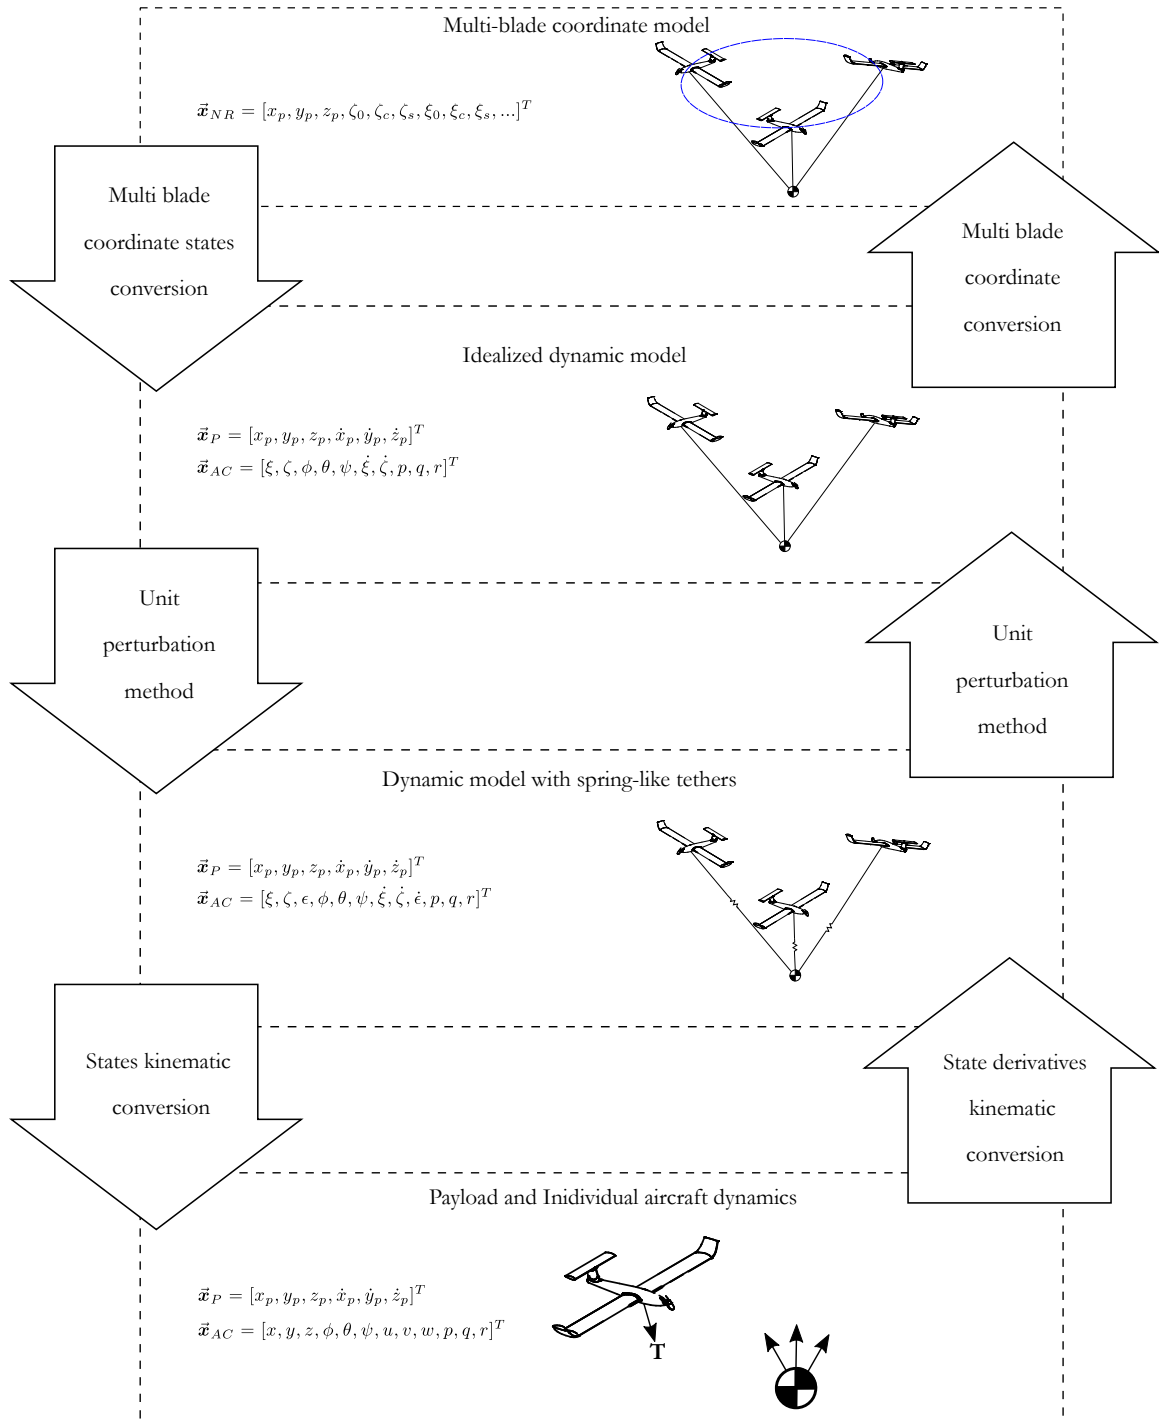 Multi-blade coordinate model
$\vec{x}_{NR} = [x_p, y_p, z_p, \zeta_0, \zeta_c, \zeta_s, \xi_0, \xi_c, \xi_s, ...]^T$
Multi blade
coordinate states
conversion
Multi blade
coordinate
conversion
Idealized dynamic model
$\vec{x}_P = [x_p, y_p, z_p, \dot{x}_p, \dot{y}_p, \dot{z}_p]^T$
$\vec{x}_{AC} = [\xi, \zeta, \phi, \theta, \psi, \dot{\xi}, \dot{\zeta}, p, q, r]^T$
Unit
perturbation
method
Unit
perturbation
method
Dynamic model with spring-like tethers
$\vec{x}_P = [x_p, y_p, z_p, \dot{x}_p, \dot{y}_p, \dot{z}_p]^T$
$\vec{x}_{AC} = [\xi, \zeta, \epsilon, \phi, \theta, \psi, \dot{\xi}, \dot{\zeta}, \dot{\epsilon}, p, q, r]^T$
States kinematic
conversion
State derivatives
kinematic
conversion
Payload and Inidividual aircraft dynamics
$\vec{x}_P = [x_p, y_p, z_p, \dot{x}_p, \dot{y}_p, \dot{z}_p]^T$
$\vec{x}_{AC} = [x, y, z, \phi, \theta, \psi, u, v, w, p, q, r]^T$
T